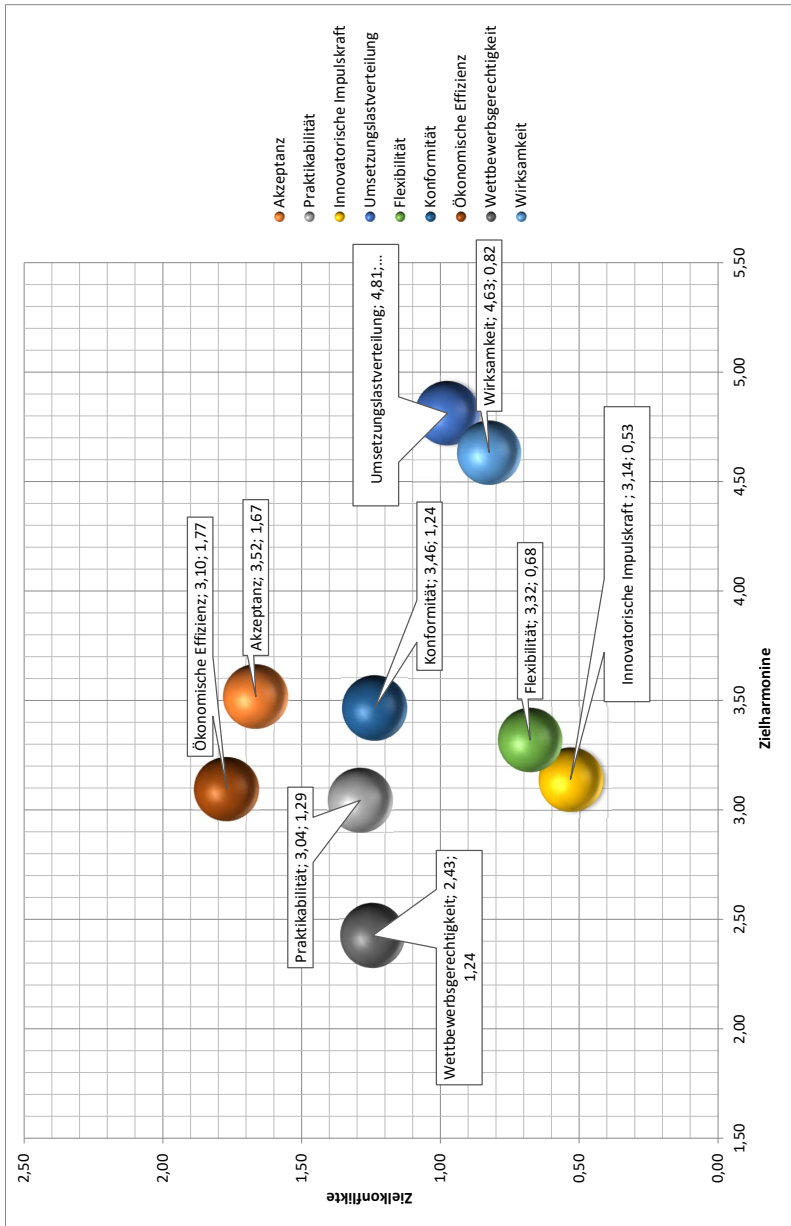 2,50
2,00
1,50
1,00
0,50
0,00
Zielkonflikte
1,50
2,00
2,50
3,00
3,50
4,00
4,50
5,00
5,50
Zielharmonine
Ökonomische Effizienz; 3,10; 1,77
Akzeptanz; 3,52; 1,67
Praktikabilität; 3,04; 1,29
Konformität; 3,46; 1,24
Wettbewerbsgerechtigkeit; 2,43;
1,24
Umsetzungslastverteilung; 4,81;...
Wirksamkeit; 4,63; 0,82
Flexibilität; 3,32; 0,68
Innovatorische Impulskraft ; 3,14; 0,53
Akzeptanz
Praktikabilität
Innovatorische Impulskraft
Umsetzungslastverteilung
Flexibilität
Konformität
Ökonomische Effizienz
Wettbewerbsgerechtigkeit
Wirksamkeit